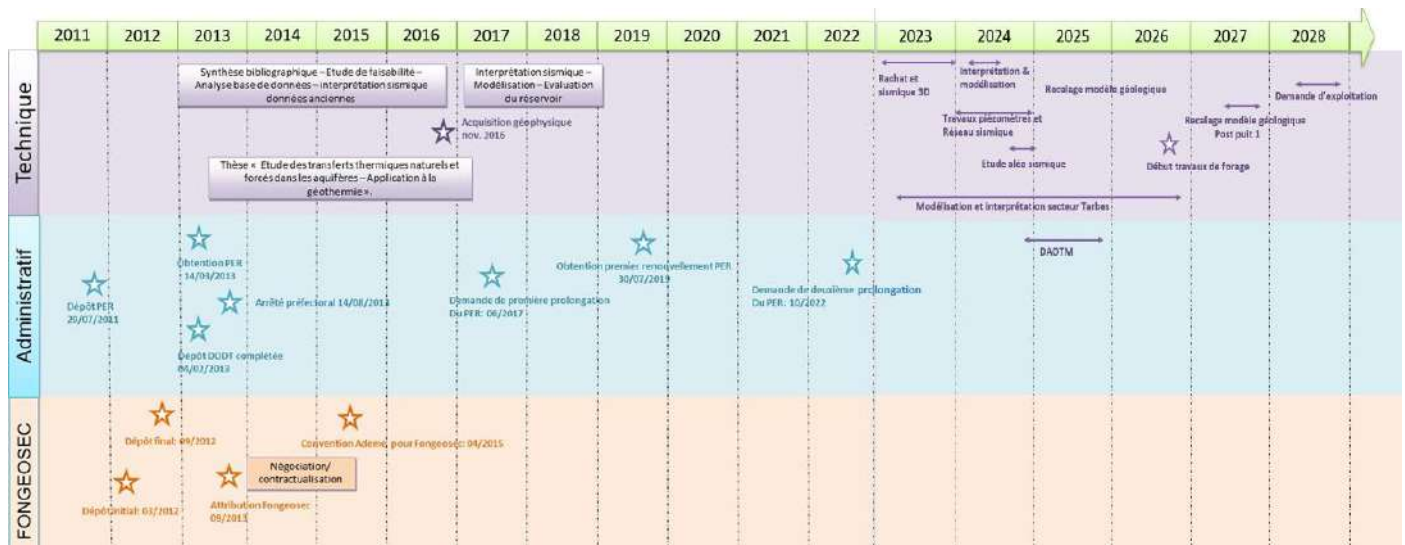 2011 2012 2013 2014 2015 2016 2017 2018 2019 2020 2021 2022 2023 2024 2025 2026 2027 2028
Technique
Synthèse bibliographique – Etude de faisabilité –
Analyse base de données – Interprétation sismique
données anciennes
Interprétation sismique –
Modélisation – Evaluation
du réservoir
Acquisition géophysique
nov. 2016
Thèse « Etude des transferts thermiques naturels et
forcés dans les aquifères – Application à la
géothermie ».
Rachat et
sismique 3D
Interprétation &
modélisation
Recalage modèle géologique
Demande d'exploitation
Travaux piézomètres et
Réseau sismique
Recalage modèle géologique
Post puit 1
Etude aléa sismique
Début travaux de forage
Modélisation et interprétation secteur Tarbes
Administratif
Dépôt PER
29/07/2011
Obtention PER
14/03/2013
Arrêté préfectoral 14/08/2013
Dépôt DODT complétée
04/02/2013
Demande de première prolongation
Du PER: 06/2017
Obtention premier renouvellement PER
30/07/2019
Demande de deuxième prolongation
Du PER: 10/2022
DADTM
FONGEOSEC
Dépôt final: 09/2012
Dépôt initial: 03/2012
Attribution Fongeosec
09/2013
Négociation/
contractualisation
Convention Ademe pour Fongeosec: 04/2015